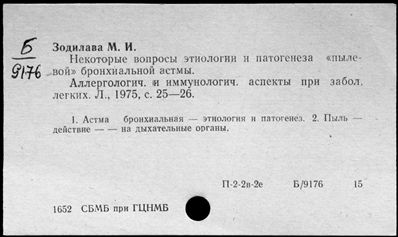 Б
9176
Зодилава М. И.
Некоторые вопросы этиологии и патогенеза «пыле-
вой» бронхиальной астмы.
Аллергологич. и иммунологич. аспекты при забол.
легких. Л., 1975, с. 25—26.
1. Астма бронхиальная — этиология и патогенез. 2. Пыль —
действие — — на дыхательные органы.
П-2-2в-2е Б/9176 15
1652 СБМБ при ГЦНМБ